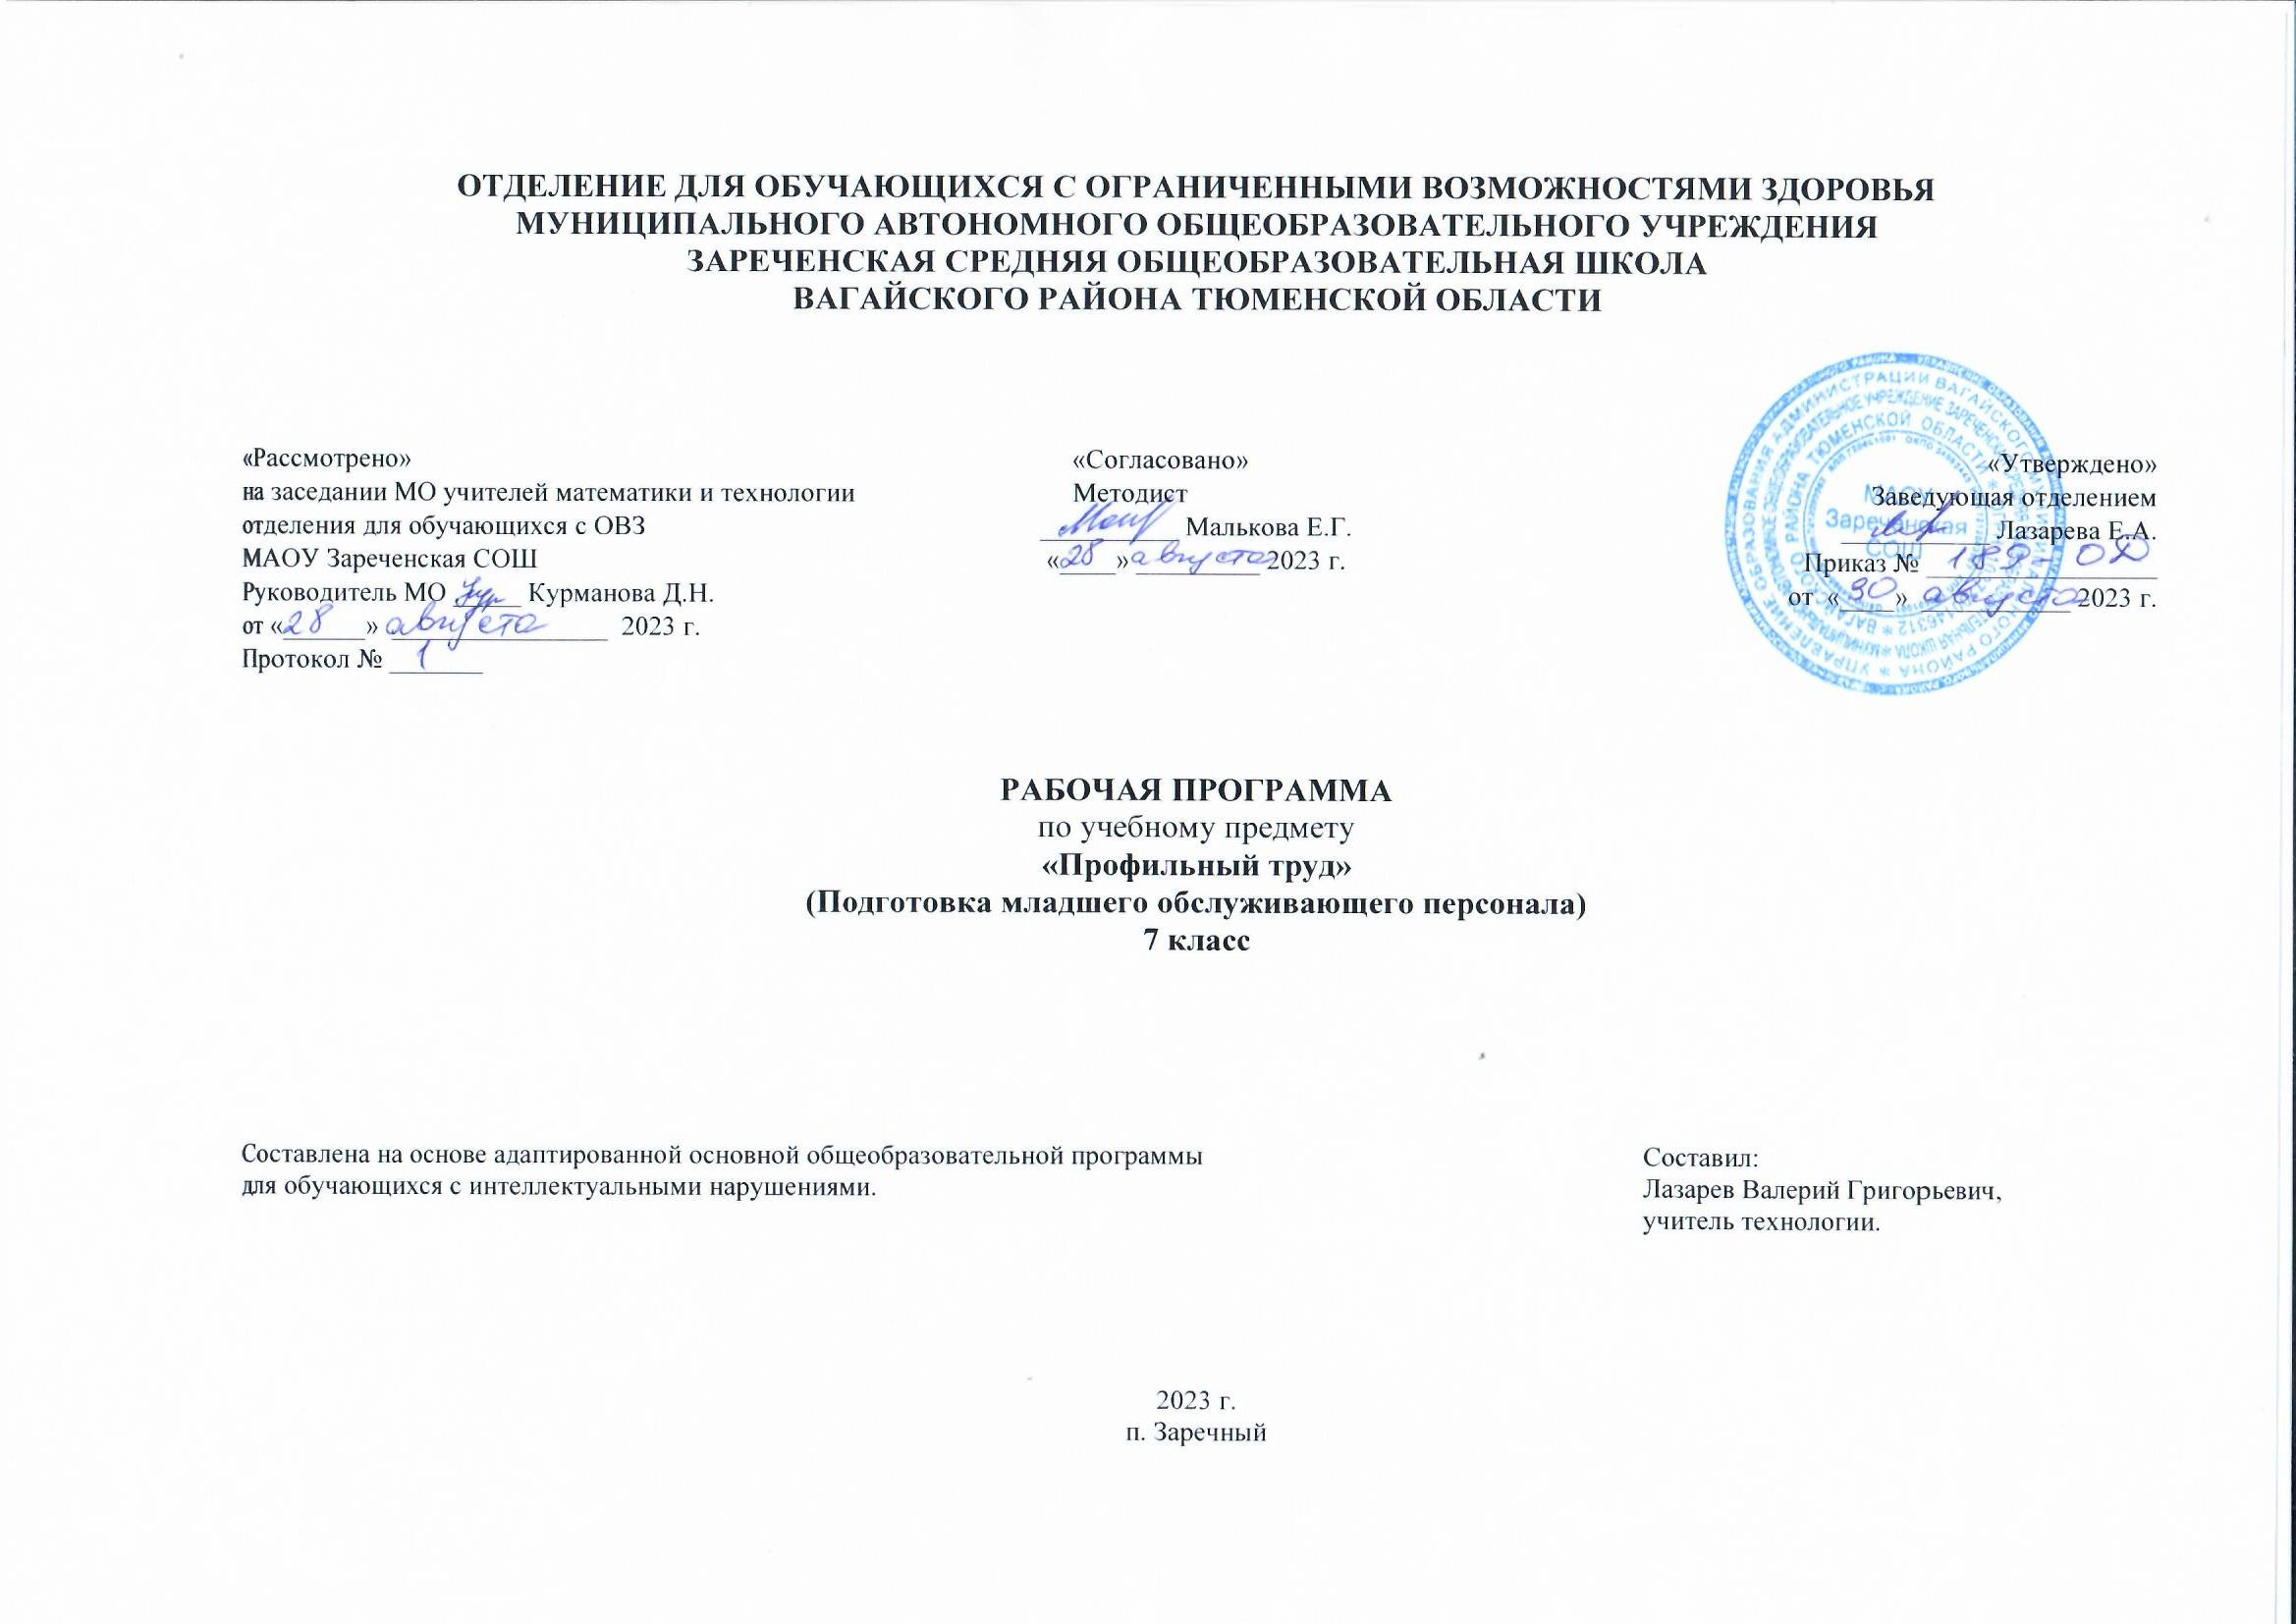 ОТДЕЛЕНИЕ ДЛЯ ОБУЧАЮЩИХСЯ С ОГРАНИЧЕННЫМИ ВОЗМОЖНОСТЯМИ ЗДОРОВЬЯ
МУНИЦИПАЛЬНОГО АВТОНОМНОГО ОБЩЕОБРАЗОВАТЕЛЬНОГО УЧРЕЖДЕНИЯ
ЗАРЕЧЕНСКАЯ СРЕДНЯЯ ОБЩЕОБРАЗОВАТЕЛЬНАЯ ШКОЛА
ВАГАЙСКОГО РАЙОНА ТЮМЕНСКОЙ ОБЛАСТИ
«Рассмотрено»
на заседании МО учителей математики и технологии
отделения для обучающихся с ОВЗ
МАОУ Зареченская СОШ
Руководитель МО Курманова Д.Н.
от «28» августа 2023 г.
Протокол № 1
«Согласовано»
Методист
Малькова Е.Г.
«28» августа 2023 г.
«Утверждено»
Заведующая отделением
Лазарева Е.А.
Приказ № 189 ОД
от «30» августа 2023 г.
МАОУ
Зареченская
СОШ
РАБОЧАЯ ПРОГРАММА
по учебному предмету
«Профильный труд»
(Подготовка младшего обслуживающего персонала)
7 класс
Составлена на основе адаптированной основной общеобразовательной программы
для обучающихся с интеллектуальными нарушениями.
Составил:
Лазарев Валерий Григорьевич,
учитель технологии.
2023 г.
п. Заречный